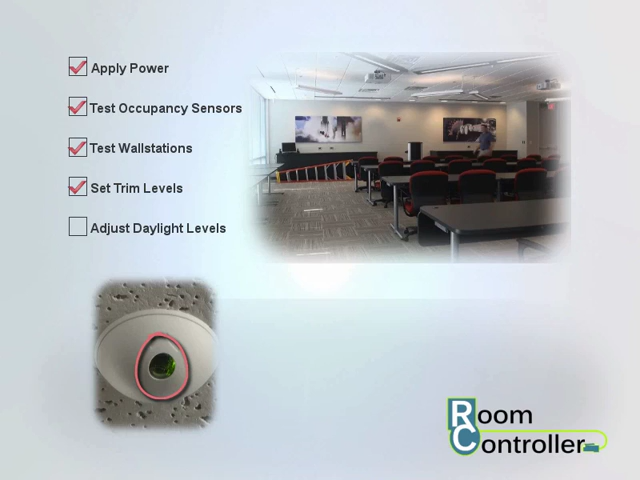 Apply Power
Test Occupancy Sensors
Test Wallstations
Set Trim Levels
Adjust Daylight Levels
Room
Controller